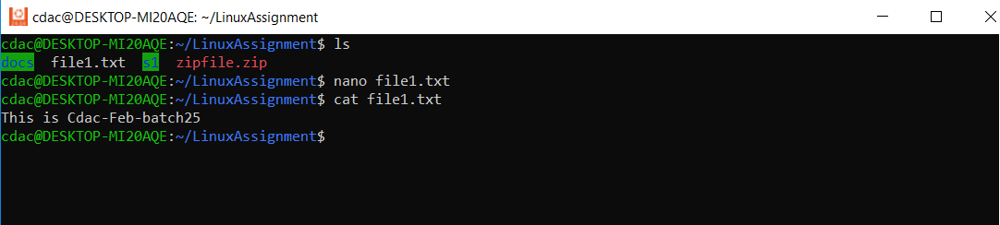 cdac@DESKTOP-MI20AQE: ~/LinuxAssignment
cdac@DESKTOP-MI20AQE:~/LinuxAssignment$ ls
docs  file1.txt  s1  zipfile.zip
cdac@DESKTOP-MI20AQE:~/LinuxAssignment$ nano file1.txt
cdac@DESKTOP-MI20AQE:~/LinuxAssignment$ cat file1.txt
This is Cdac-Feb-batch25
cdac@DESKTOP-MI20AQE:~/LinuxAssignment$